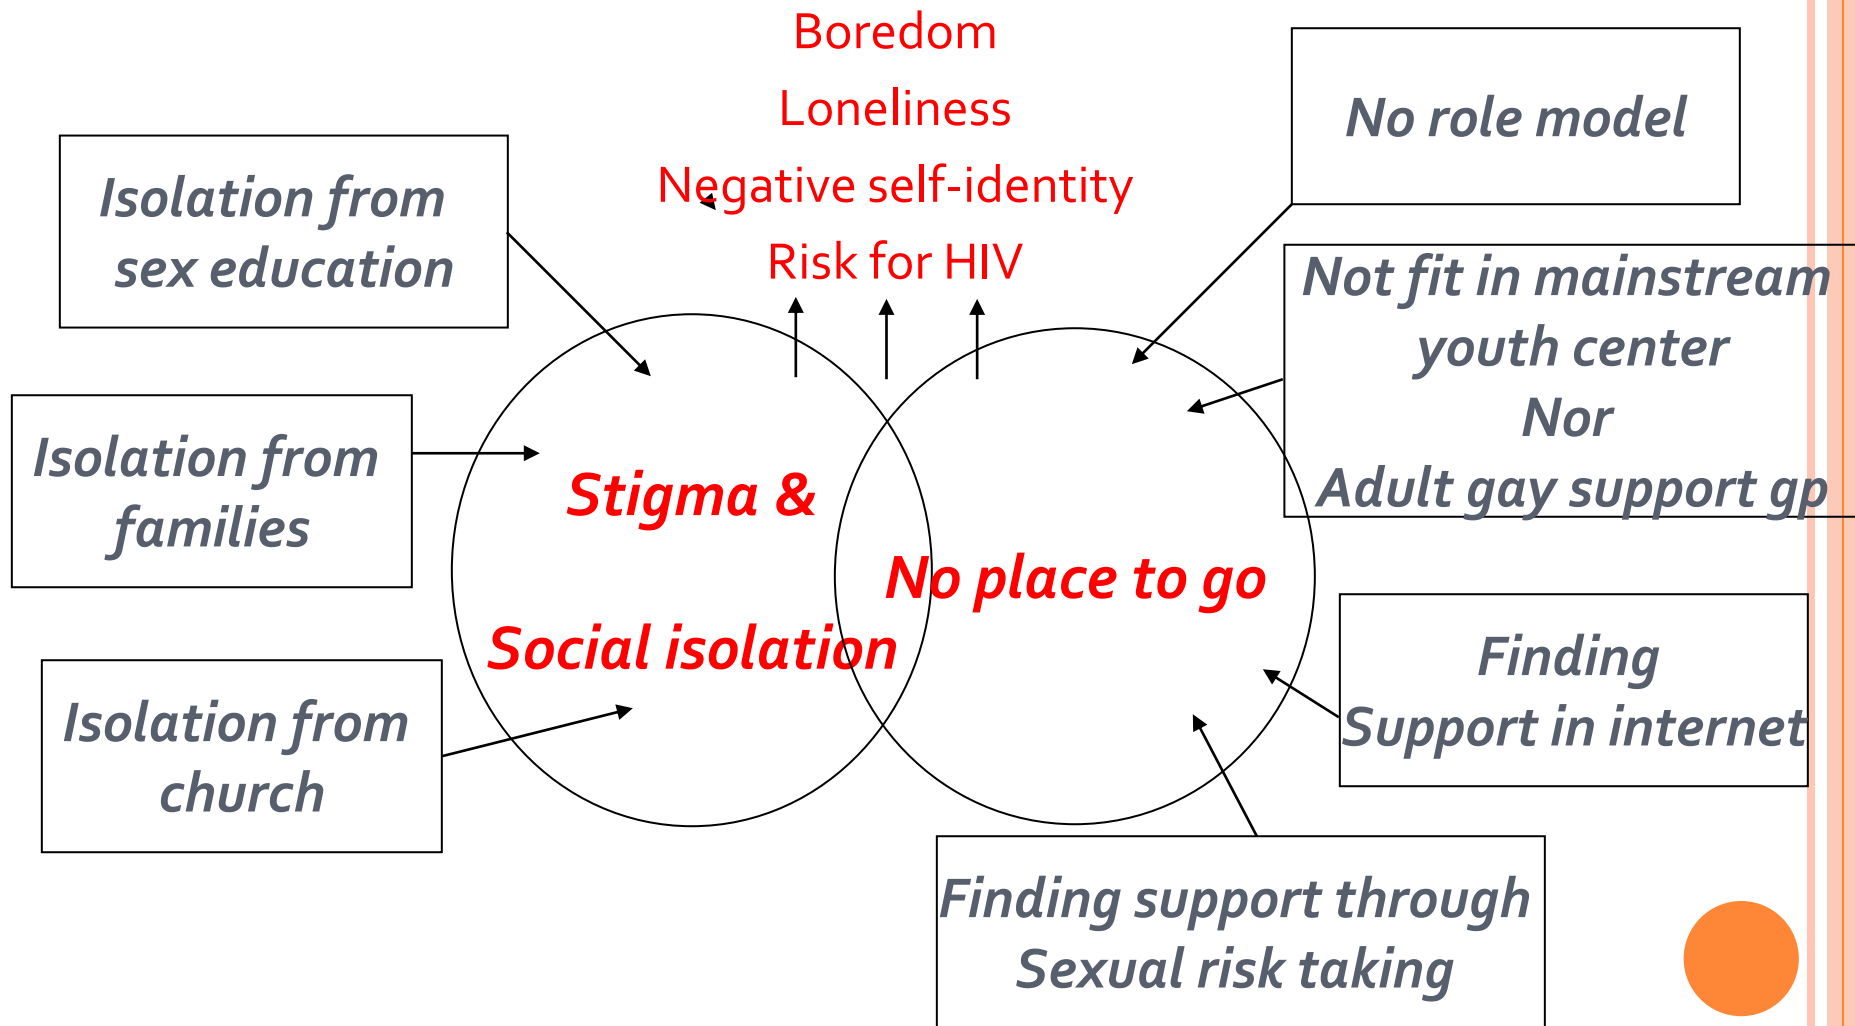 Boredom
Loneliness
Negative self-identity
Risk for HIV
Isolation from
sex education
Isolation from
families
Isolation from
church
Stigma &
Social isolation
No place to go
No role model
Not fit in mainstream
youth center
Nor
Adult gay support gp
Finding
Support in internet
Finding support through
Sexual risk taking